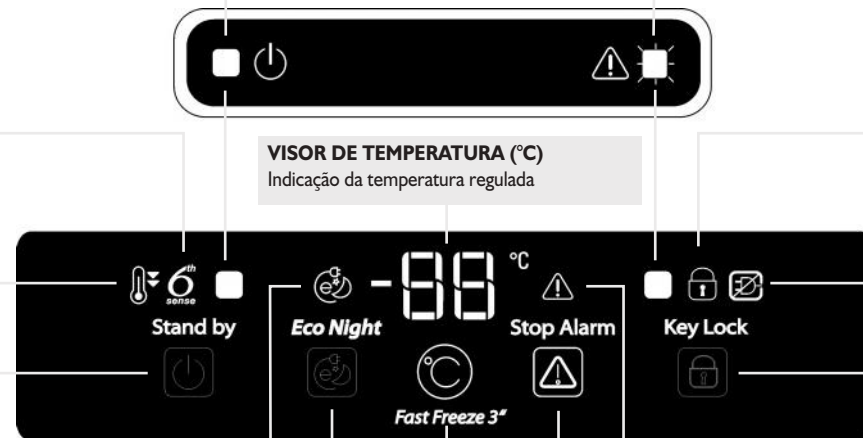 VISOR DE TEMPERATURA (°C)
Indicação da temperatura regulada
-88 °C
6th
sense
Stand by
Eco Night
Stop Alarm
Key Lock
°C
Fast Freeze 3"